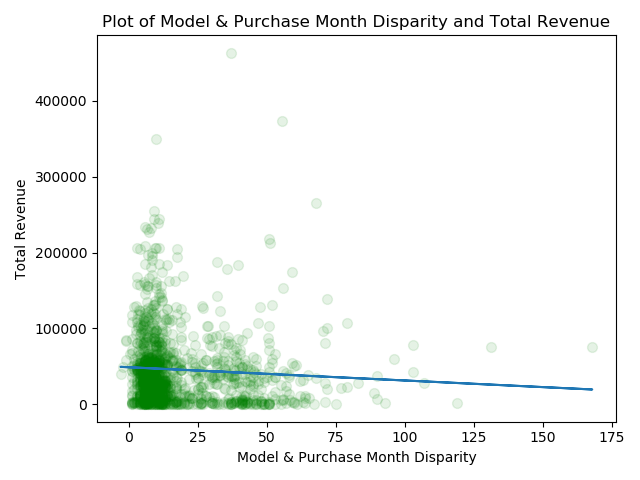 Plot of Model & Purchase Month Disparity and Total Revenue
Total Revenue
400000
300000
200000
100000
0
0 25 50 75 100 125 150 175
Model & Purchase Month Disparity